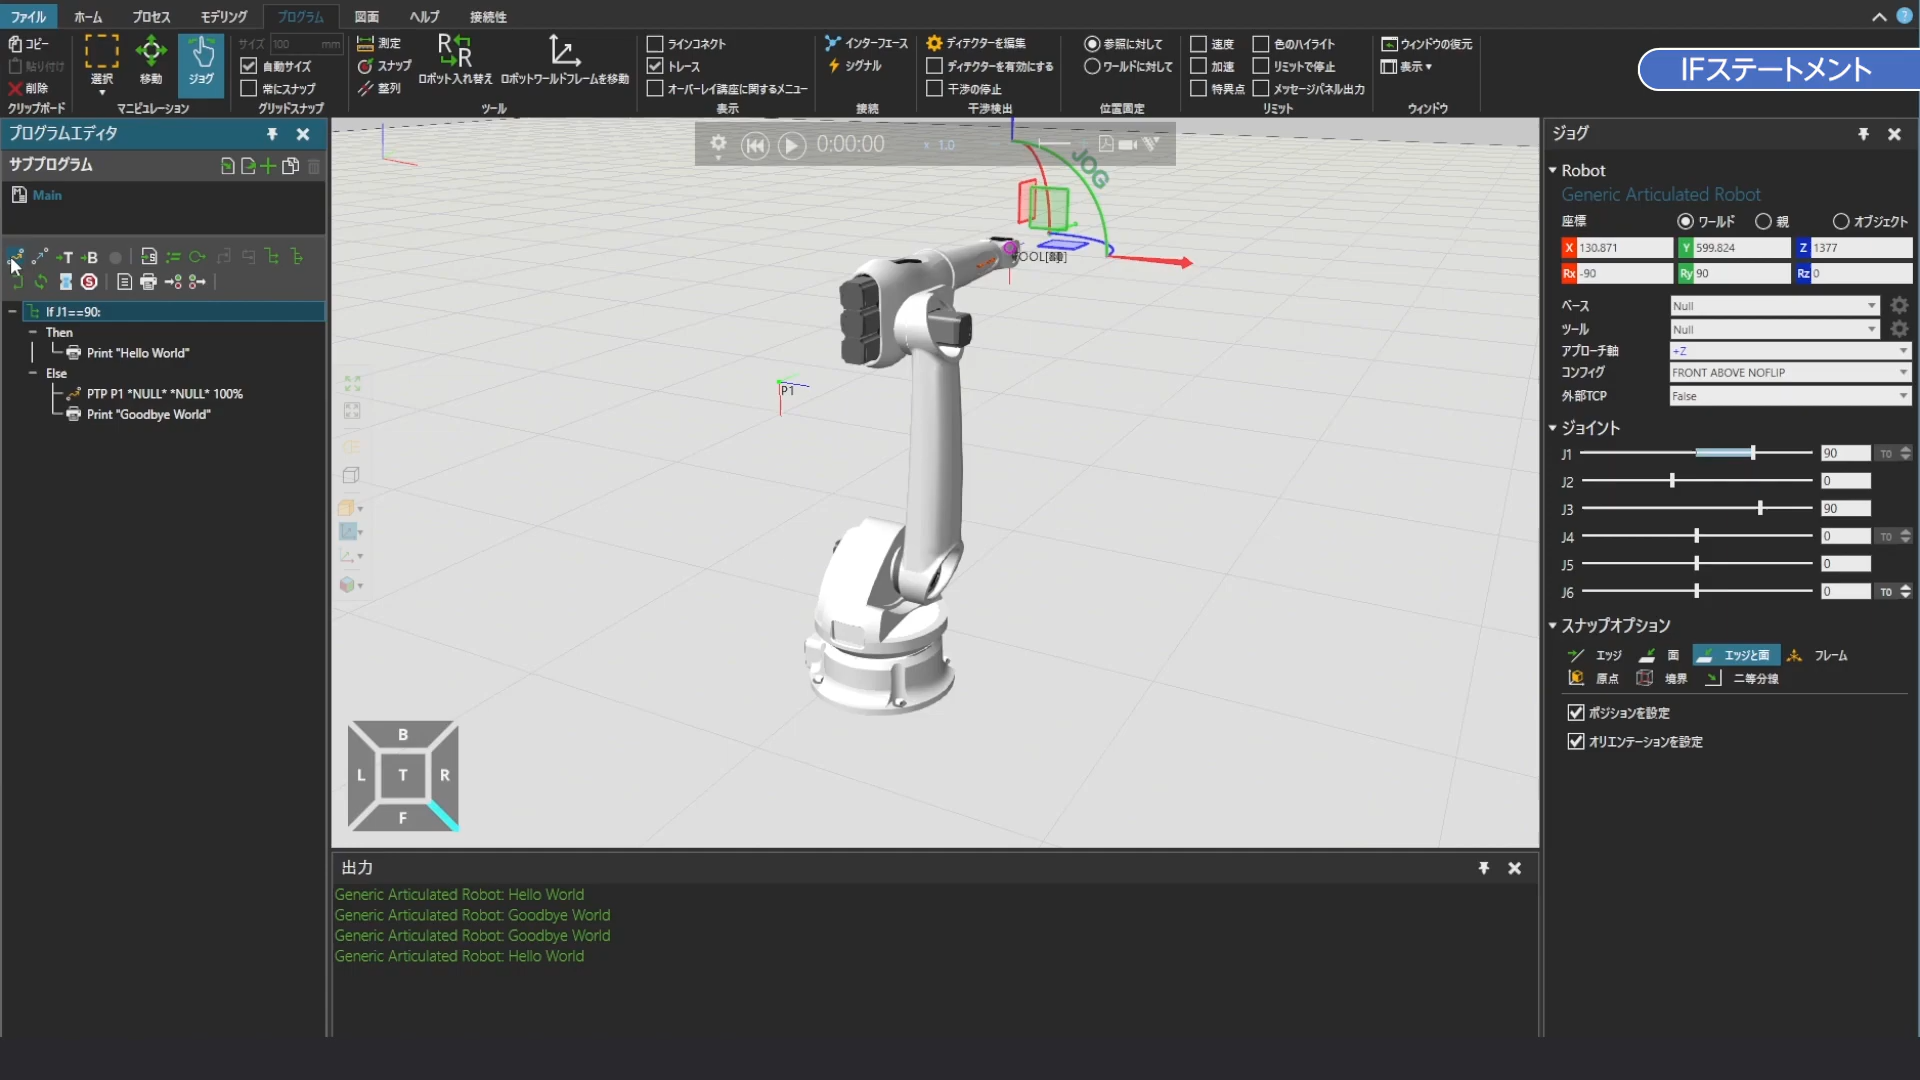 ファイル ホーム プロセス モデリング プログラム 図面 ヘルプ 接続性
コピー
貼り付け
削除
クリップボード
選択 移動 ジョグ
マニピュレーション
サイズ 100 mm
自動サイズ
常にスナップ
グリッドスナップ
測定
スナップ
整列
ロボット入れ替え ロボットワールドフレームを移動
ツール
ラインコネクト
トレース
オーバーレイ講座に関するメニュー
表示
インターフェース
シグナル
接続
ディテクターを編集
ディテクターを有効にする
干渉の停止
干渉検出
参照に対して
ワールドに対して
位置固定
速度 色のハイライト
加速 リミットで停止
特異点 メッセージパネル出力
リミット
ウィンドウの復元
表示
ウィンドウ
IFステートメント
プログラムエディタ
サブプログラム
Main
If J1==90:
Then
Print "Hello World"
Else
PTP P1 *NULL* *NULL* 100%
Print "Goodbye World"
0:00:00 x 1.0
JOG
P1
B
L T R
F
出力
Generic Articulated Robot: Hello World
Generic Articulated Robot: Goodbye World
Generic Articulated Robot: Goodbye World
Generic Articulated Robot: Hello World
ジョグ
Robot
Generic Articulated Robot
座標 ワールド 親 オブジェクト
X 130.871 Y 599.824 Z 1377
Rx -90 Ry 90 Rz 0
ベース Null
ツール Null
アプローチ軸 +Z
コンフィグ FRONT ABOVE NOFLIP
外部TCP False
ジョイント
J1 90 T0
J2 0
J3 90
J4 0 T0
J5 0
J6 0 T0
スナップオプション
エッジ 面 エッジと面 フレーム
原点 境界 二等分線
ポジションを設定
オリエンテーションを設定